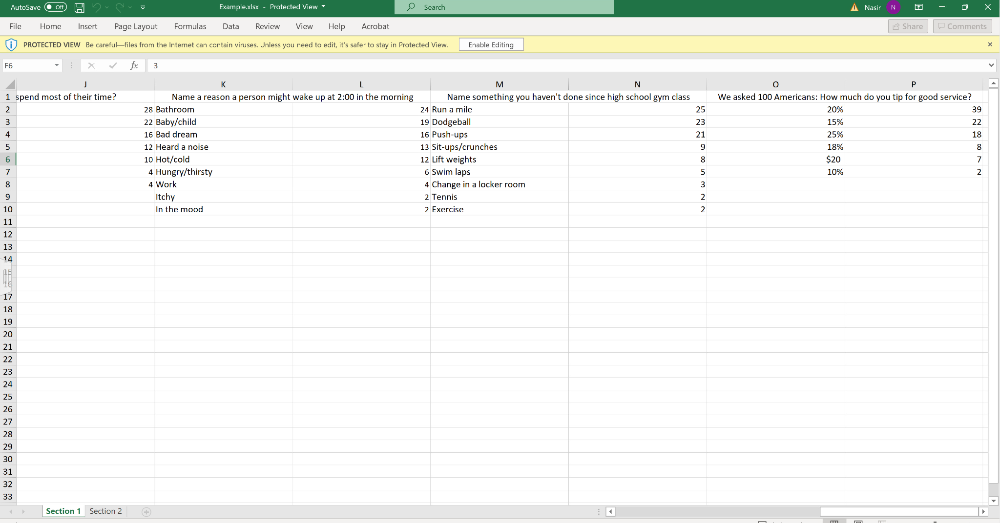 AutoSave Off Example.xlsx - Protected View Search Nasir N
File Home Insert Page Layout Formulas Data Review View Help Acrobat Share Comments
PROTECTED VIEW Be careful—files from the Internet can contain viruses. Unless you need to edit, it's safer to stay in Protected View. Enable Editing
F6 fx 3
J K L M N O P
1 spend most of their time? Name a reason a person might wake up at 2:00 in the morning Name something you haven't done since high school gym class We asked 100 Americans: How much do you tip for good service?
2 28 Bathroom 24 Run a mile 25 20% 39
3 22 Baby/child 19 Dodgeball 23 15% 22
4 16 Bad dream 16 Push-ups 21 25% 18
5 12 Heard a noise 13 Sit-ups/crunches 9 18% 8
6 10 Hot/cold 12 Lift weights 8 $20 7
7 4 Hungry/thirsty 6 Swim laps 5 10% 2
8 4 Work 4 Change in a locker room 3
9 Itchy 2 Tennis 2
10 In the mood 2 Exercise 2
11
12
13
14
15
16
17
18
19
20
21
22
23
24
25
26
27
28
29
30
31
32
33
Section 1 Section 2